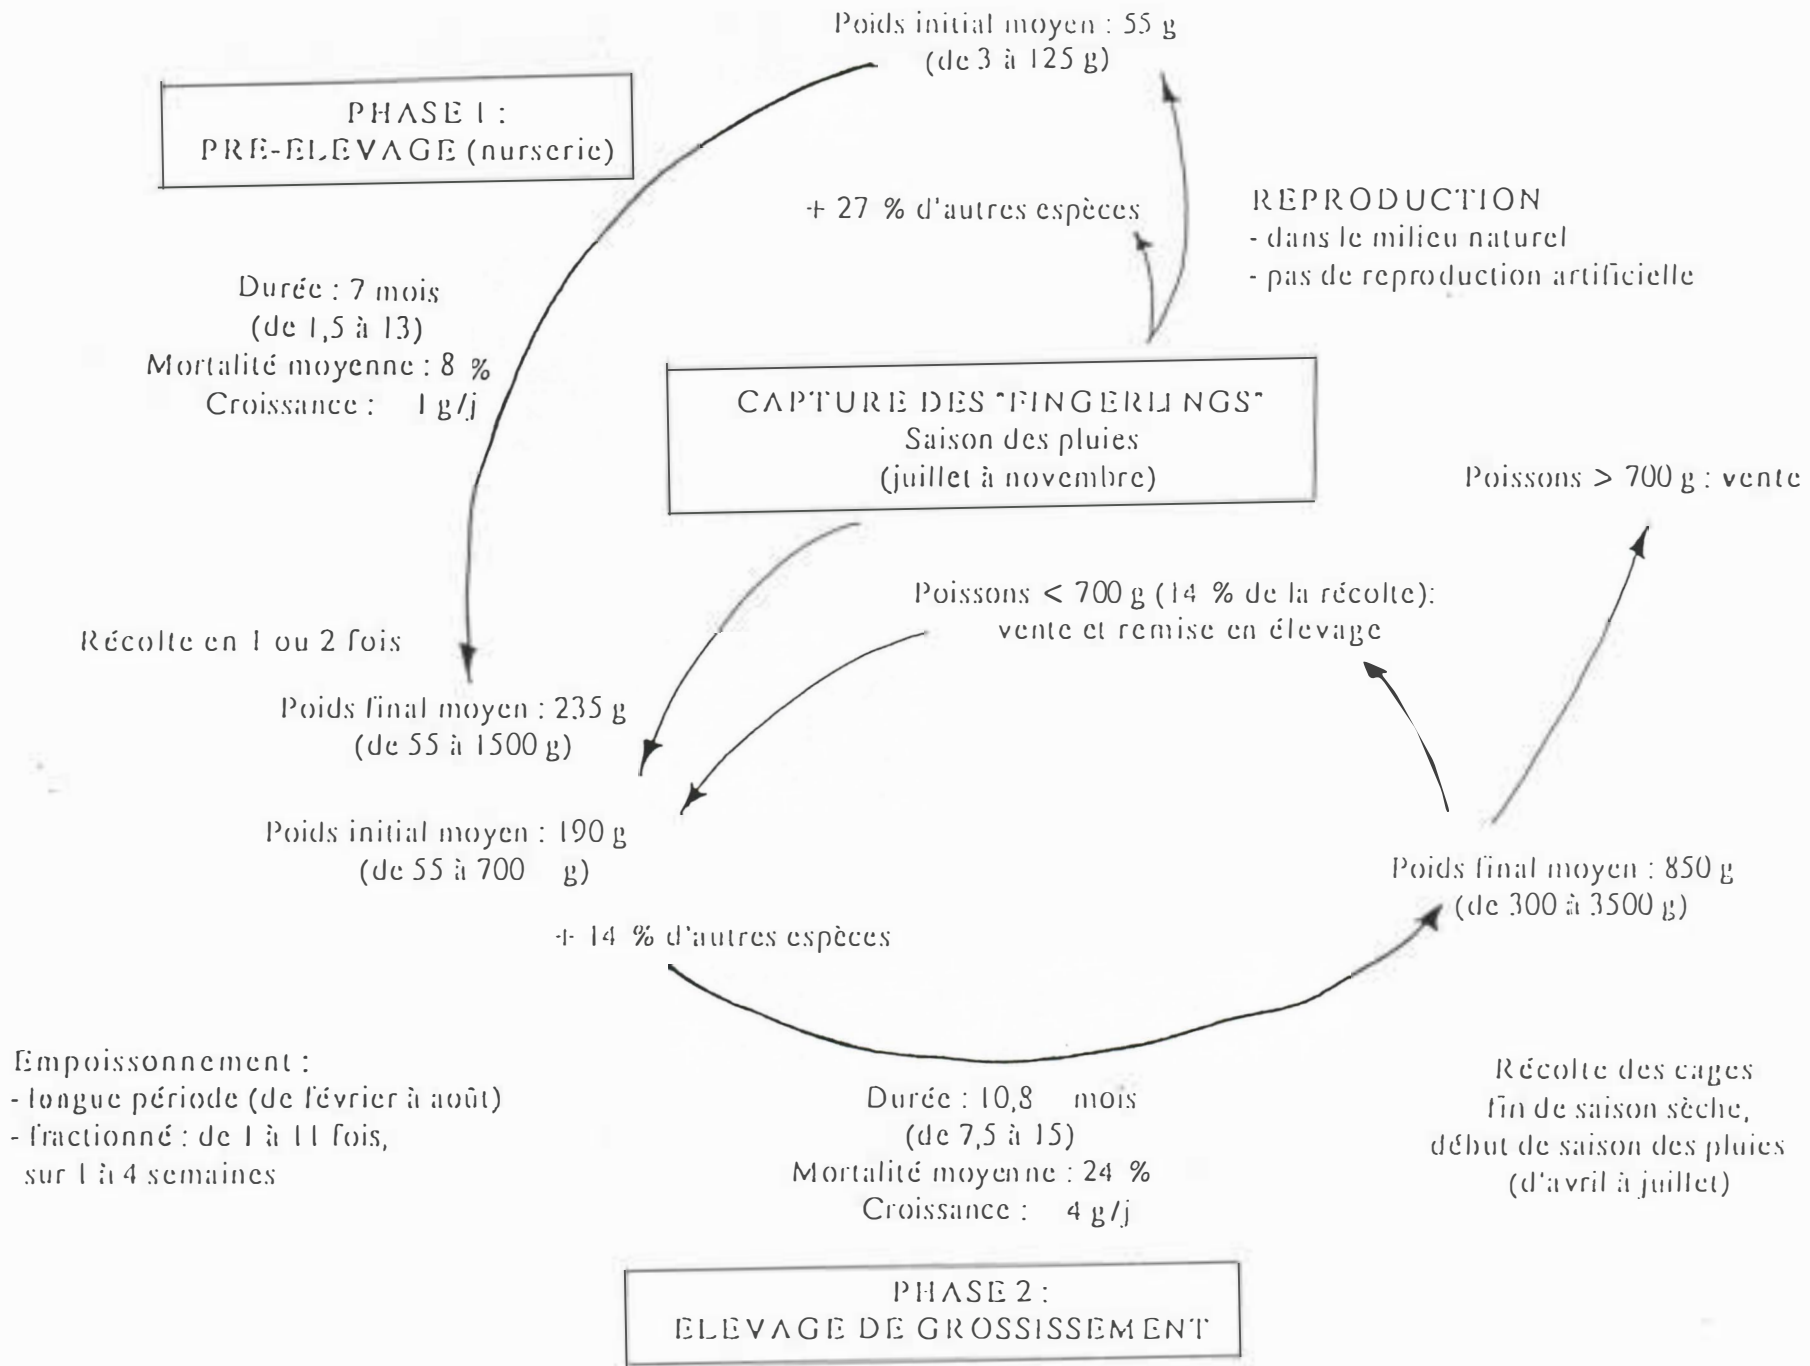 Poids initial moyen : 55 g
(de 3 à 125 g)
PHASE 1 :
PRE-ELEVAGE (nurserie)
+ 27 % d'autres espèces
REPRODUCTION
- dans le milieu naturel
- pas de reproduction artificielle
Durée : 7 mois
(de 1,5 à 13)
Mortalité moyenne : 8 %
Croissance : 1 g/j
CAPTURE DES "FINGERLINGS"
Saison des pluies
(juillet à novembre)
Poissons > 700 g : vente
Poissons < 700 g (14 % de la récolte):
vente et remise en élevage
Récolte en 1 ou 2 fois
Poids final moyen : 235 g
(de 55 à 1500 g)
Poids initial moyen : 190 g
(de 55 à 700 g)
+ 14 % d'autres espèces
Poids final moyen : 850 g
(de 300 à 3500 g)
Empoissonnement :
- longue période (de février à août)
- fractionné : de 1 à 11 fois,
sur 1 à 4 semaines
Durée : 10,8 mois
(de 7,5 à 15)
Mortalité moyenne : 24 %
Croissance : 4 g/j
Récolte des cages
fin de saison sèche,
début de saison des pluies
(d'avril à juillet)
PHASE 2 :
ELEVAGE DE GROSSISSEMENT